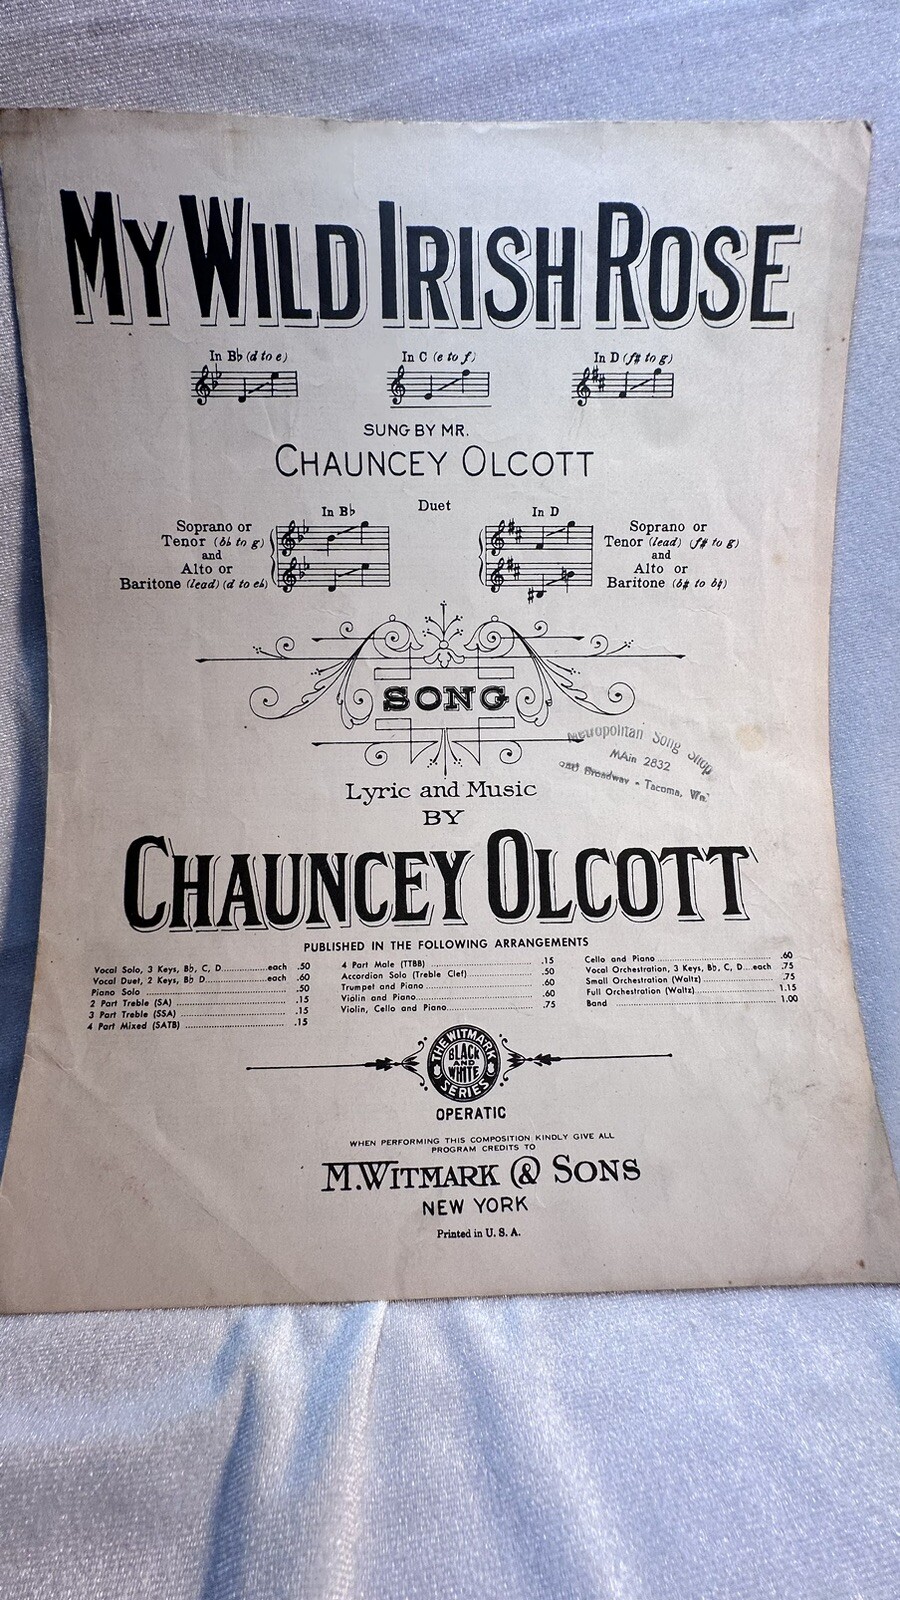 MY WILD IRISH ROSE
In B♭ (d to e) In C (e to f) In D (f# to g)
SUNG BY MR.
CHAUNCEY OLCOTT
Duet
In B♭ In D
Soprano or
Tenor (b♭ to g)
and
Alto or
Baritone (lead) (d to e♭)
Soprano or
Tenor (lead) (f# to g)
and
Alto or
Baritone (b# to b♮)
SONG
Metropolitan Song Shop
MAin 2832
Broadway - Tacoma, Wn.
Lyric and Music
BY
CHAUNCEY OLCOTT
PUBLISHED IN THE FOLLOWING ARRANGEMENTS
Vocal Solo, 3 Keys, B♭, C, D................each .50
Vocal Duet, 2 Keys, B♭ D......................each .60
Piano Solo .................................................. .50
2 Part Treble (SA) ...................................... .15
3 Part Treble (SSA) .................................... .15
4 Part Mixed (SATB) ................................. .15
4 Part Male (TTBB) ................................... .15
Accordion Solo (Treble Clef)..................... .50
Trumpet and Piano .................................... .60
Violin and Piano......................................... .60
Violin, Cello and Piano.............................. .75
Cello and Piano ......................................... .60
Vocal Orchestration, 3 Keys, B♭, C, D....each .75
Small Orchestration (Waltz)...................... .75
Full Orchestration (Waltz)......................... 1.15
Band .......................................................... 1.00
THE WITMARK
BLACK
AND
WHITE
SERIES
OPERATIC
WHEN PERFORMING THIS COMPOSITION KINDLY GIVE ALL
PROGRAM CREDITS TO
M. WITMARK & SONS
NEW YORK
Printed in U. S. A.